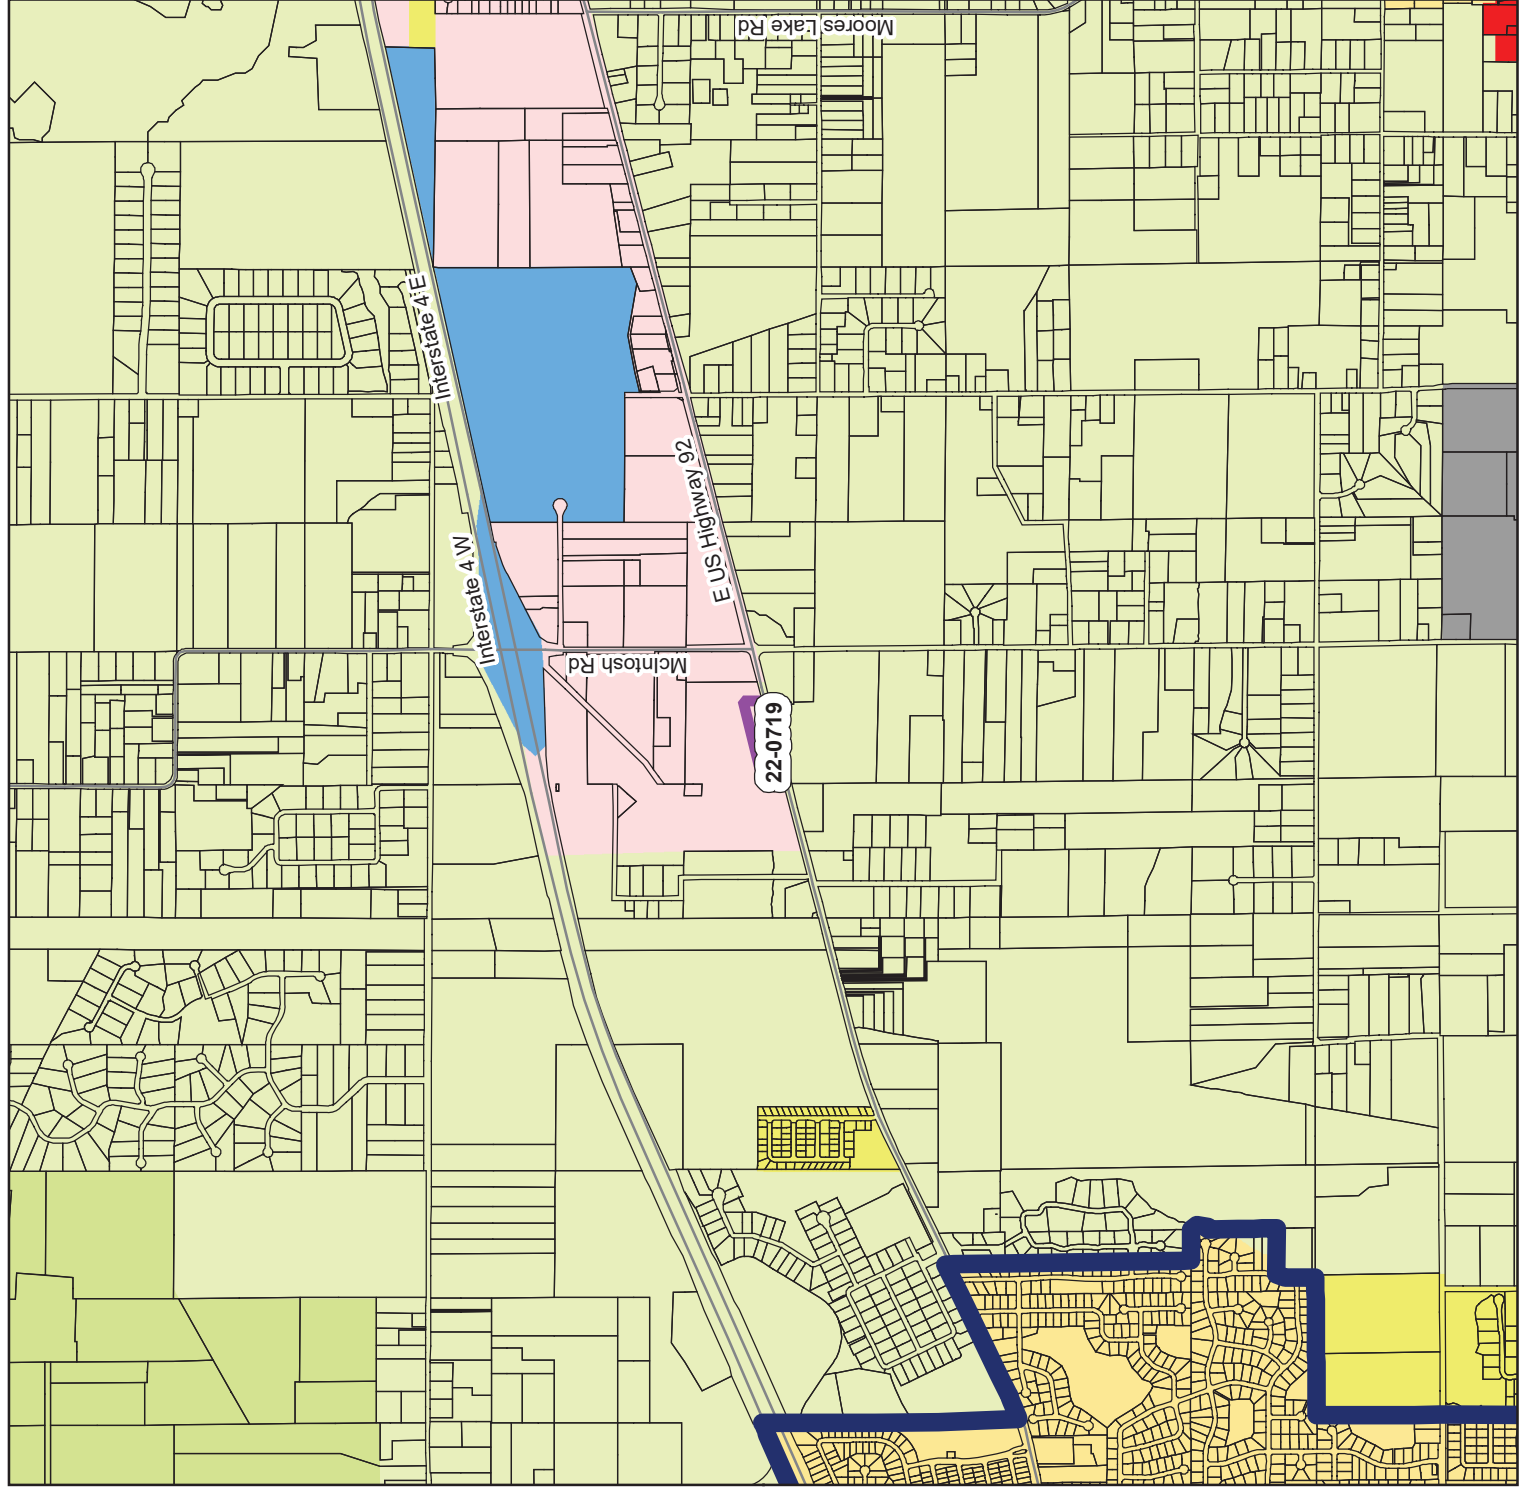 Moores Lake Rd
Interstate 4 E
E US Highway 92
Interstate 4 W
McIntosh Rd
22-0719